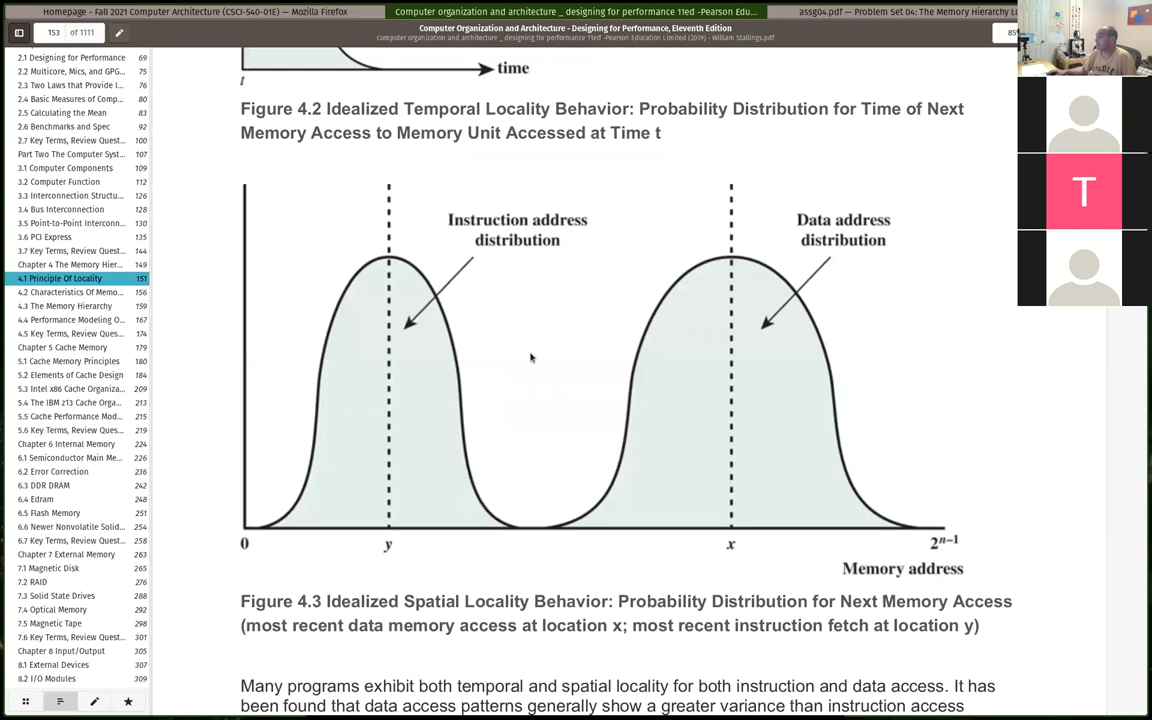 Homepage - Fall 2021 Computer Architecture (CSCI-540-01E) — Mozilla Firefox
Computer organization and architecture _ designing for performance 11ed -Pearson Edu...
assg04.pdf — Problem Set 04: The Memory Hierarchy
153 of 1111
Computer Organization and Architecture - Designing for Performance, Eleventh Edition
Computer organization and architecture _ designing for performance 11ed -Pearson Education Limited (2019) - William Stallings.pdf
85
2.1 Designing for Performance 69
2.2 Multicore, Mics, and GPG... 75
2.3 Two Laws that Provide I... 76
2.4 Basic Measures of Comp... 80
2.5 Calculating the Mean 83
2.6 Benchmarks and Spec 92
2.7 Key Terms, Review Quest... 100
Part Two The Computer Syst... 107
3.1 Computer Components 109
3.2 Computer Function 112
3.3 Interconnection Structu... 126
3.4 Bus Interconnection 128
3.5 Point-to-Point Interconn... 130
3.6 PCI Express 135
3.7 Key Terms, Review Quest... 144
Chapter 4 The Memory Hier... 149
4.1 Principle Of Locality 151
4.2 Characteristics Of Memo... 156
4.3 The Memory Hierarchy 159
4.4 Performance Modeling O... 167
4.5 Key Terms, Review Ques... 174
Chapter 5 Cache Memory 179
5.1 Cache Memory Principles 180
5.2 Elements of Cache Design 184
5.3 Intel x86 Cache Organiza... 209
5.4 The IBM z13 Cache Orga... 213
5.5 Cache Performance Mod... 215
5.6 Key Terms, Review Ques... 219
Chapter 6 Internal Memory 224
6.1 Semiconductor Main Me... 226
6.2 Error Correction 236
6.3 DDR DRAM 242
6.4 Edram 248
6.5 Flash Memory 251
6.6 Newer Nonvolatile Solid... 254
6.7 Key Terms, Review Quest... 258
Chapter 7 External Memory 263
7.1 Magnetic Disk 265
7.2 RAID 276
7.3 Solid State Drives 288
7.4 Optical Memory 292
7.5 Magnetic Tape 298
7.6 Key Terms, Review Quest... 301
Chapter 8 Input/Output 305
8.1 External Devices 307
8.2 I/O Modules 309
time
t
Figure 4.2 Idealized Temporal Locality Behavior: Probability Distribution for Time of Next
Memory Access to Memory Unit Accessed at Time t
Instruction address
distribution
Data address
distribution
0 y x 2ⁿ⁻¹
Memory address
Figure 4.3 Idealized Spatial Locality Behavior: Probability Distribution for Next Memory Access
(most recent data memory access at location x; most recent instruction fetch at location y)
Many programs exhibit both temporal and spatial locality for both instruction and data access. It has
been found that data access patterns generally show a greater variance than instruction access
T